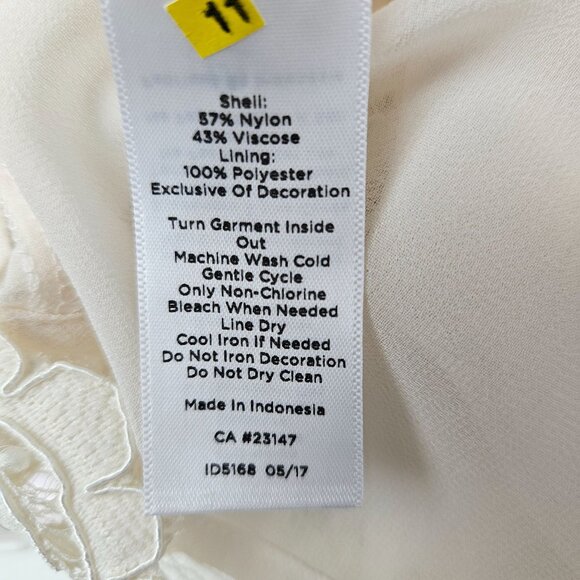 11
Shell:
57% Nylon
43% Viscose
Lining:
100% Polyester
Exclusive Of Decoration
Turn Garment Inside
Out
Machine Wash Cold
Gentle Cycle
Only Non-Chlorine
Bleach When Needed
Line Dry
Cool Iron If Needed
Do Not Iron Decoration
Do Not Dry Clean
Made In Indonesia
CA #23147
ID5168 05/17